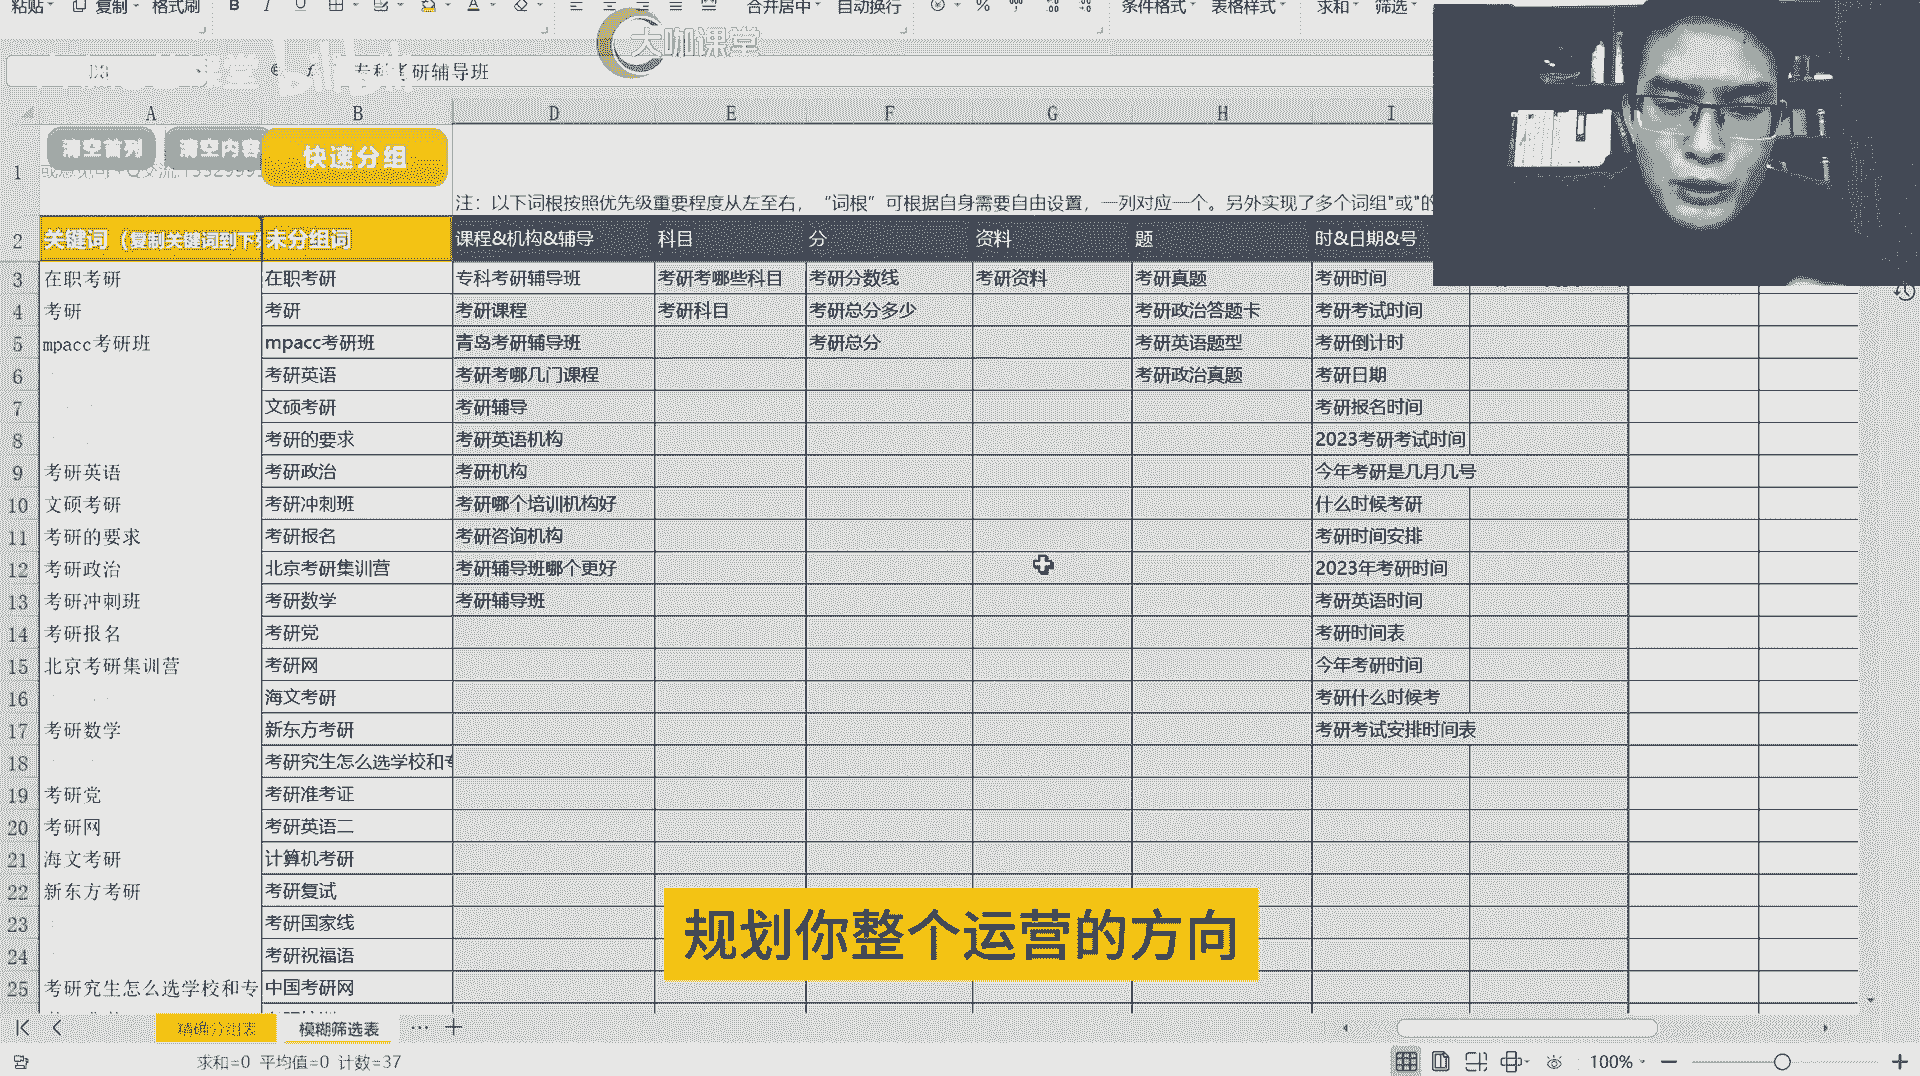 粘贴 复制 格式刷 B I U A 合并居中 自动换行 % 条件格式 表格样式 求和 筛选
大咖课堂
D3 专科考研辅导班
A B D E F G H I
清空首列 清空内容 快速分组
1
注：以下词根按照优先级重要程度从左至右，“词根”可根据自身需要自由设置，一列对应一个。另外实现了多个词组"或"的
2 关键词（复制关键词到下 未分组词 课程&机构&辅导 科目 分 资料 题 时&日期&号
3 在职考研 在职考研 专科考研辅导班 考研考哪些科目 考研分数线 考研资料 考研真题 考研时间
4 考研 考研 考研课程 考研科目 考研总分多少 考研政治答题卡 考研考试时间
5 mpacc考研班 mpacc考研班 青岛考研辅导班 考研总分 考研英语题型 考研倒计时
6 考研英语 考研考哪几门课程 考研政治真题 考研日期
7 文硕考研 考研辅导 考研报名时间
8 考研的要求 考研英语机构 2023考研考试时间
9 考研英语 考研政治 考研机构 今年考研是几月几号
10 文硕考研 考研冲刺班 考研哪个培训机构好 什么时候考研
11 考研的要求 考研报名 考研咨询机构 考研时间安排
12 考研政治 北京考研集训营 考研辅导班哪个更好 2023年考研时间
13 考研冲刺班 考研数学 考研辅导班 考研英语时间
14 考研报名 考研党 考研时间表
15 北京考研集训营 考研网 今年考研时间
16 海文考研 考研什么时候考
17 考研数学 新东方考研 考研考试安排时间表
18 考研究生怎么选学校和专
19 考研党 考研准考证
20 考研网 考研英语二
21 海文考研 计算机考研
22 新东方考研 考研复试
23 考研国家线
24 考研祝福语
25 考研究生怎么选学校和专 中国考研网
规划你整个运营的方向
精确分组表 模糊筛选表 ··· +
求和=0 平均值=0 计数=37 100%